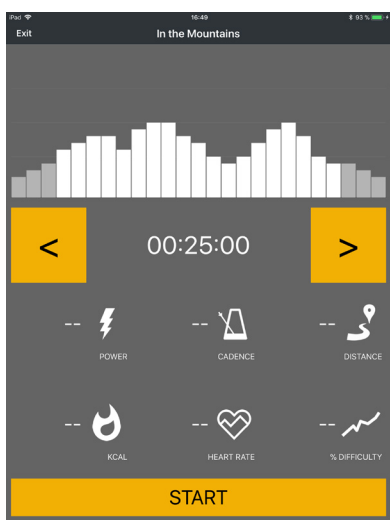 iPad 16:49 93 %
Exit In the Mountains
< 00:25:00 >
-- -- --
POWER CADENCE DISTANCE
-- -- --
KCAL HEART RATE % DIFFICULTY
START